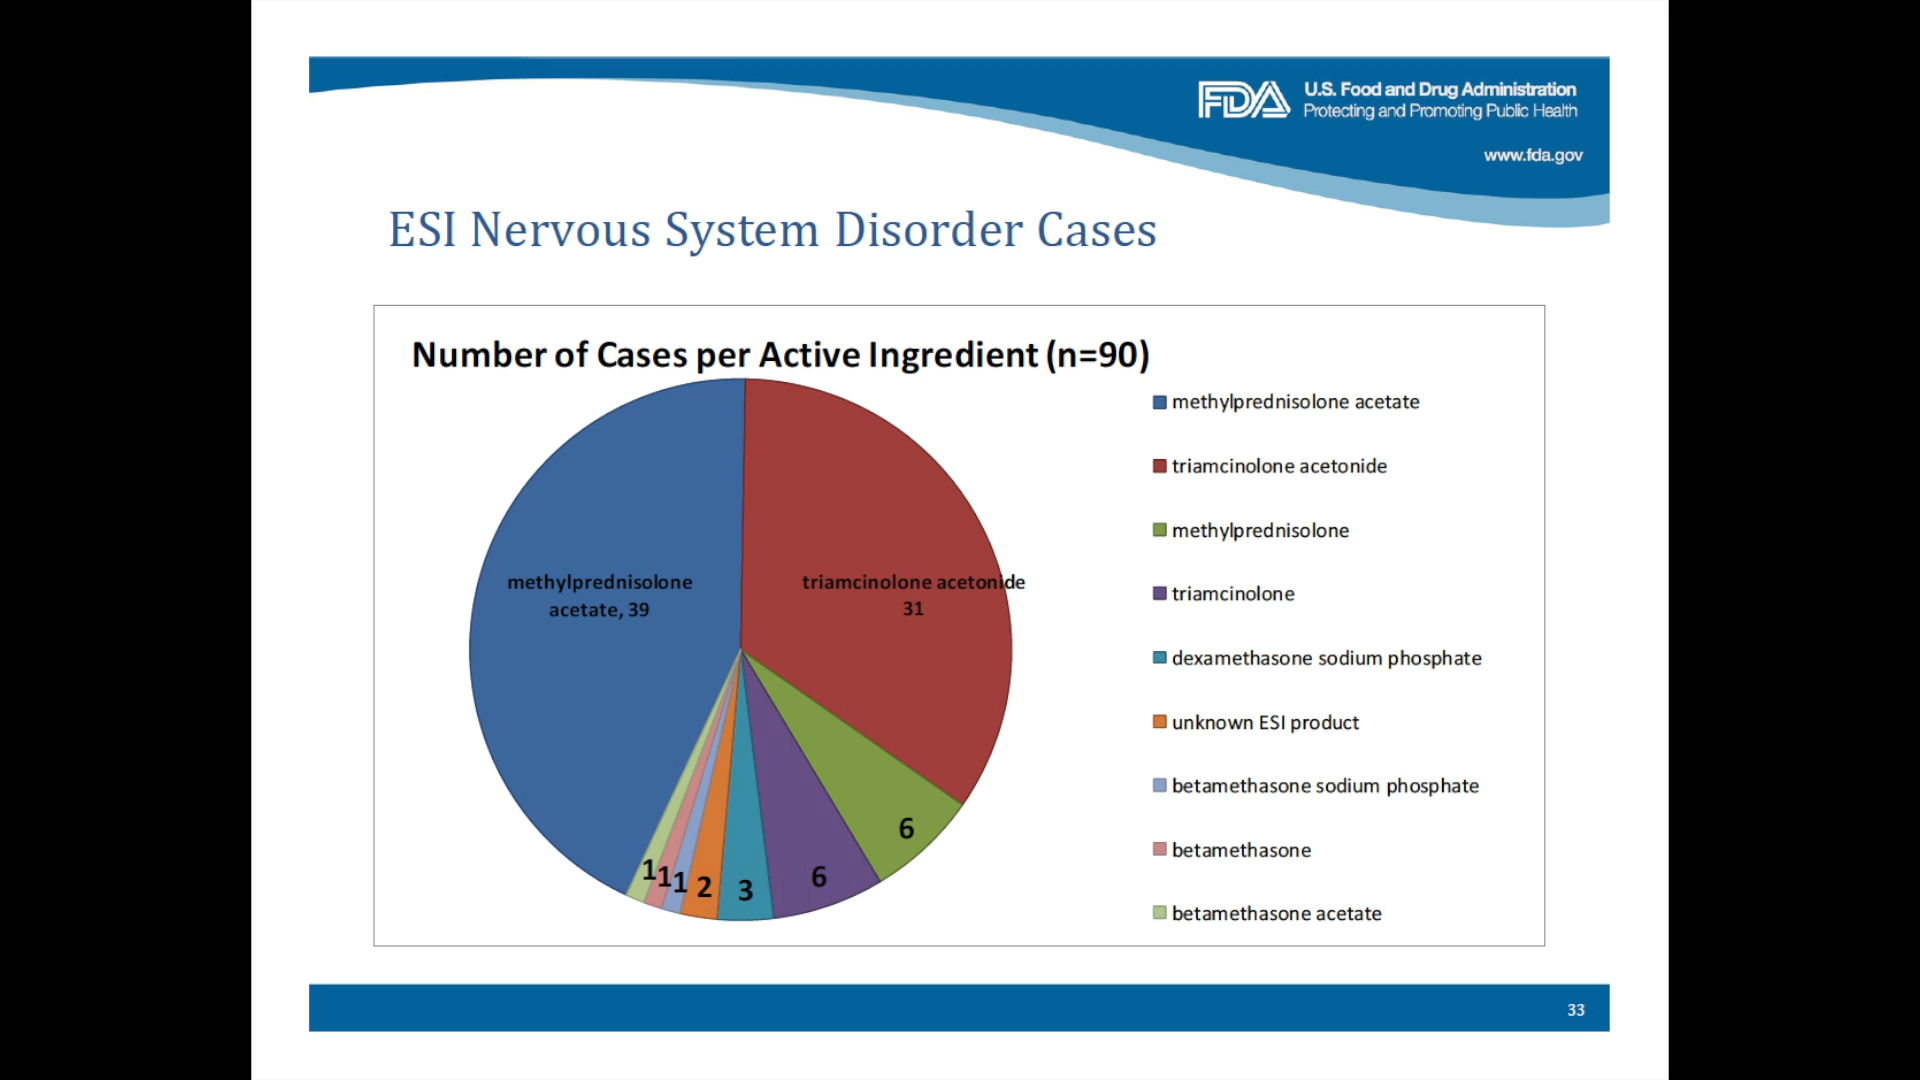 FDA
U.S. Food and Drug Administration
Protecting and Promoting Public Health
www.fda.gov
ESI Nervous System Disorder Cases
Number of Cases per Active Ingredient (n=90)
methylprednisolone
acetate, 39
triamcinolone acetonide
31
6
6
3
2
1
1
1
methylprednisolone acetate
triamcinolone acetonide
methylprednisolone
triamcinolone
dexamethasone sodium phosphate
unknown ESI product
betamethasone sodium phosphate
betamethasone
betamethasone acetate
33